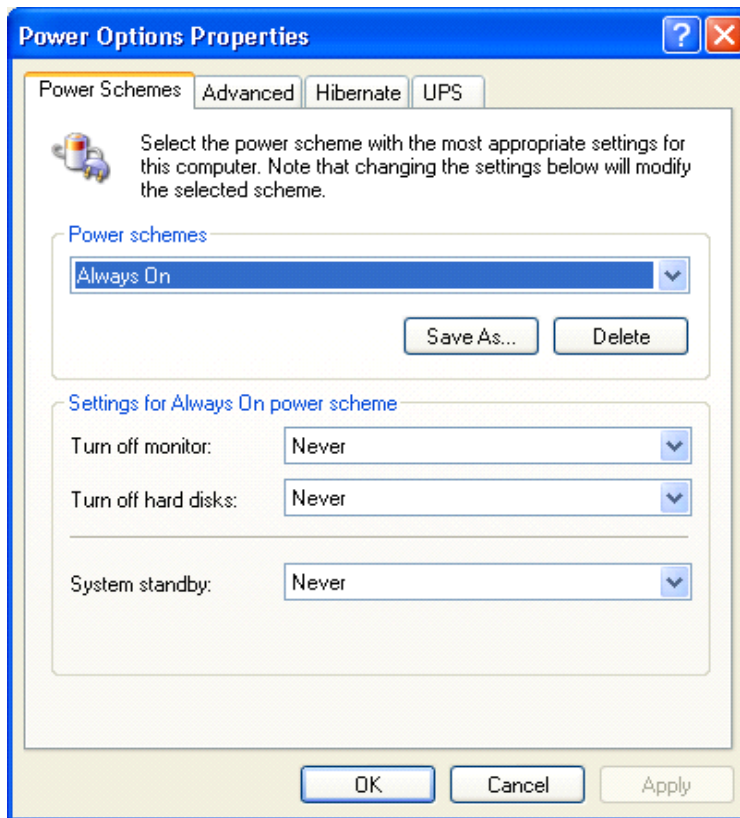 Power Options Properties
Power Schemes Advanced Hibernate UPS
Select the power scheme with the most appropriate settings for
this computer. Note that changing the settings below will modify
the selected scheme.
Power schemes
Always On
Save As... Delete
Settings for Always On power scheme
Turn off monitor: Never
Turn off hard disks: Never
System standby: Never
OK Cancel Apply